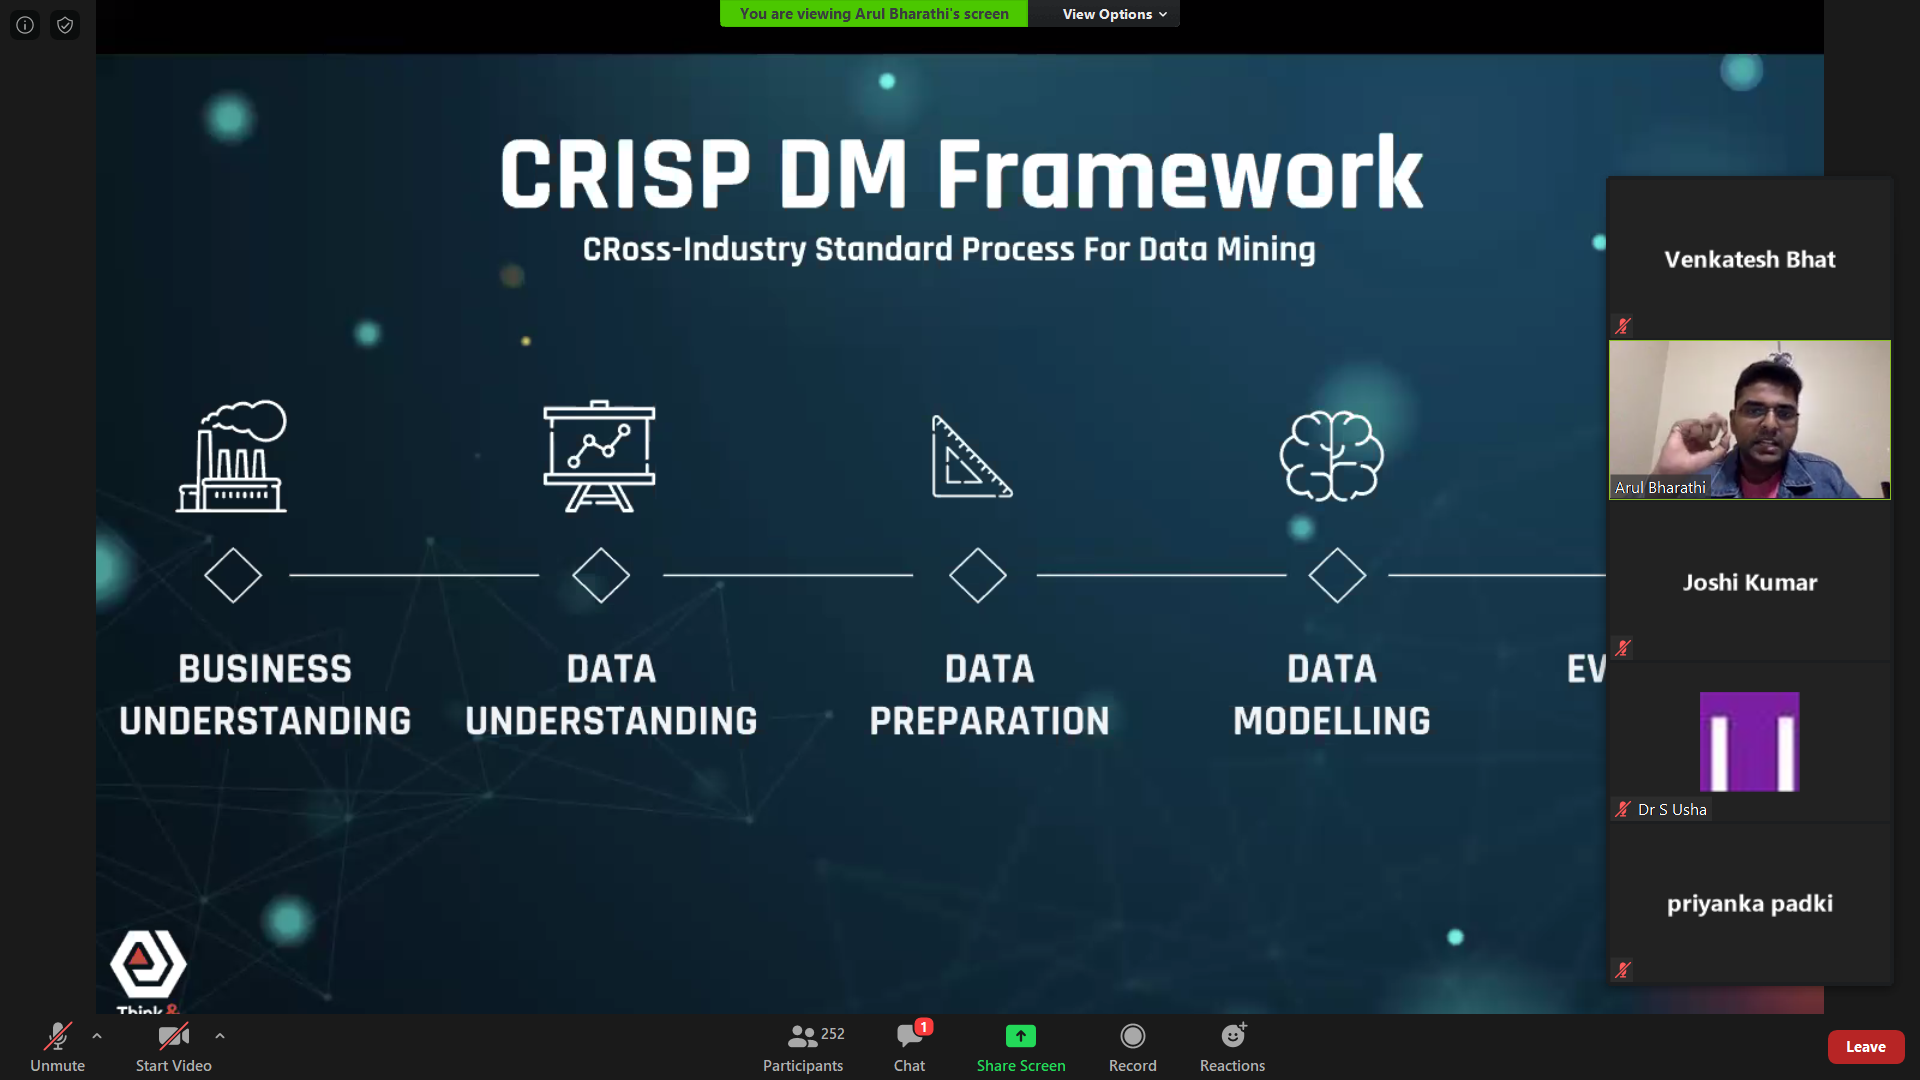 You are viewing Arul Bharathi's screen
View Options
CRISP DM Framework
CRoss-Industry Standard Process For Data Mining
BUSINESS
UNDERSTANDING
DATA
UNDERSTANDING
DATA
PREPARATION
DATA
MODELLING
EV
Venkatesh Bhat
Arul Bharathi
Joshi Kumar
Dr S Usha
priyanka padki
Think&
Unmute
Start Video
252
Participants
1
Chat
Share Screen
Record
Reactions
Leave